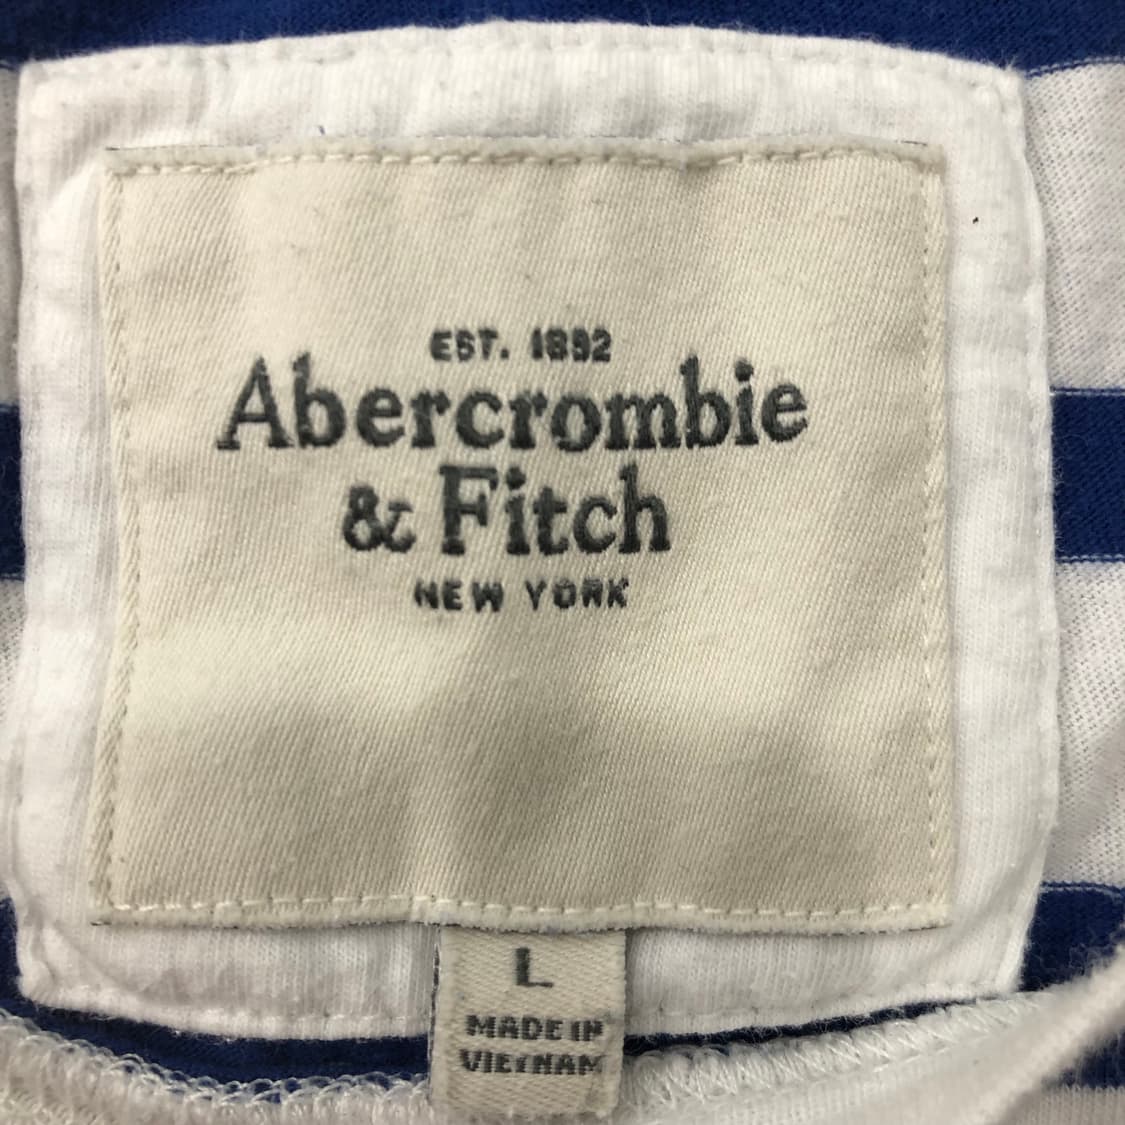 EST. 1892
Abercrombie
& Fitch
NEW YORK
L
MADE IN
VIETNAM